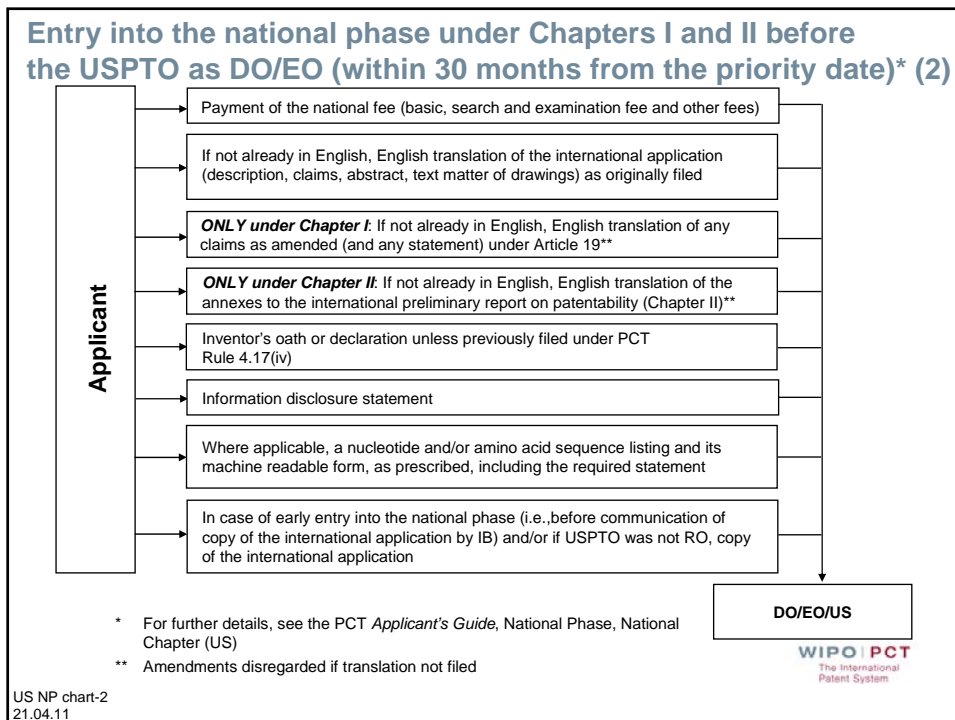 Entry into the national phase under Chapters I and II before
the USPTO as DO/EO (within 30 months from the priority date)* (2)
Applicant
Payment of the national fee (basic, search and examination fee and other fees)
If not already in English, English translation of the international application
(description, claims, abstract, text matter of drawings) as originally filed
ONLY under Chapter I: If not already in English, English translation of any
claims as amended (and any statement) under Article 19**
ONLY under Chapter II: If not already in English, English translation of the
annexes to the international preliminary report on patentability (Chapter II)**
Inventor's oath or declaration unless previously filed under PCT
Rule 4.17(iv)
Information disclosure statement
Where applicable, a nucleotide and/or amino acid sequence listing and its
machine readable form, as prescribed, including the required statement
In case of early entry into the national phase (i.e.,before communication of
copy of the international application by IB) and/or if USPTO was not RO, copy
of the international application
DO/EO/US
* For further details, see the PCT Applicant's Guide, National Phase, National
Chapter (US)
** Amendments disregarded if translation not filed
WIPO|PCT
The International
Patent System
US NP chart-2
21.04.11